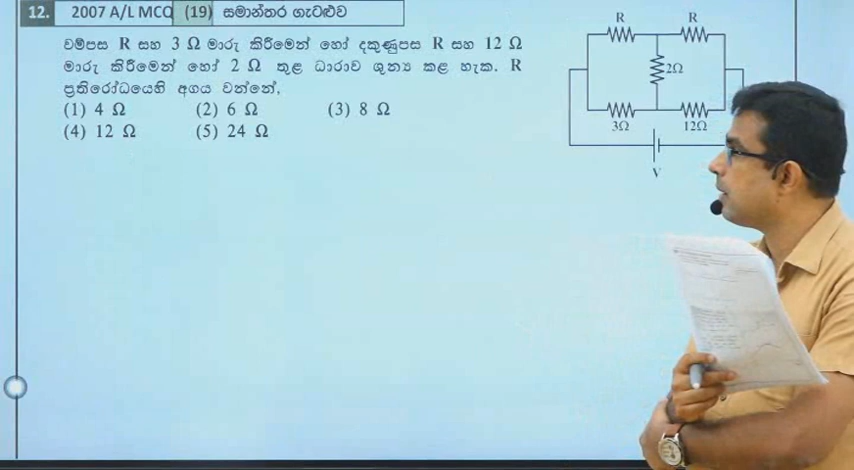 12. 2007 A/L MCQ (19) සමාන්තර ගැටළුව
වම්පස R සහ 3 Ω මාරු කිරීමෙන් හෝ දකුණුපස R සහ 12 Ω
මාරු කිරීමෙන් හෝ 2 Ω තුළ ධාරාව ශුන්‍ය කළ හැක. R
ප්‍රතිරෝධයෙහි අගය වන්නේ,
(1) 4 Ω (2) 6 Ω (3) 8 Ω
(4) 12 Ω (5) 24 Ω
R R
2Ω
3Ω 12Ω
V